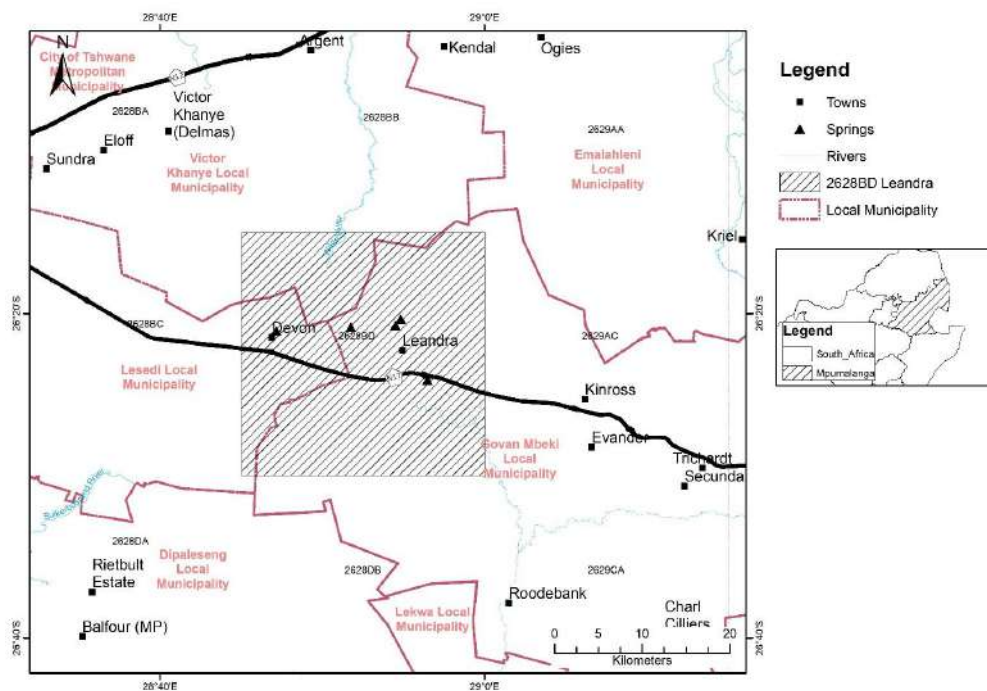 28°40'E
29°0'E
N
City of Tshwane
Metropolitan
Municipality
Argent
Kendal
Ogies
2628BA
Victor
Khanye
(Delmas)
2628BB
2629AA
Eloff
Sundra
Victor
Khanye Local
Municipality
Emalahleni
Local
Municipality
Kriel
26°20'S
26°20'S
2628BC
Devon
2628BD
Leandra
2629AC
Lesedi Local
Municipality
N17
Kinross
Evander
Govan Mbeki
Local
Municipality
Trichardt
Secunda
2628DA
Rietbult
Estate
Dipaleseng
Local
Municipality
2628DB
2629CA
Roodebank
Lekwa Local
Municipality
Charl
Cilliers
Balfour (MP)
26°40'S
26°40'S
0 5 10 20
Kilometers
28°40'E
29°0'E
Legend
Towns
Springs
Rivers
2628BD Leandra
Local Municipality
Legend
South_Africa
Mpumalanga